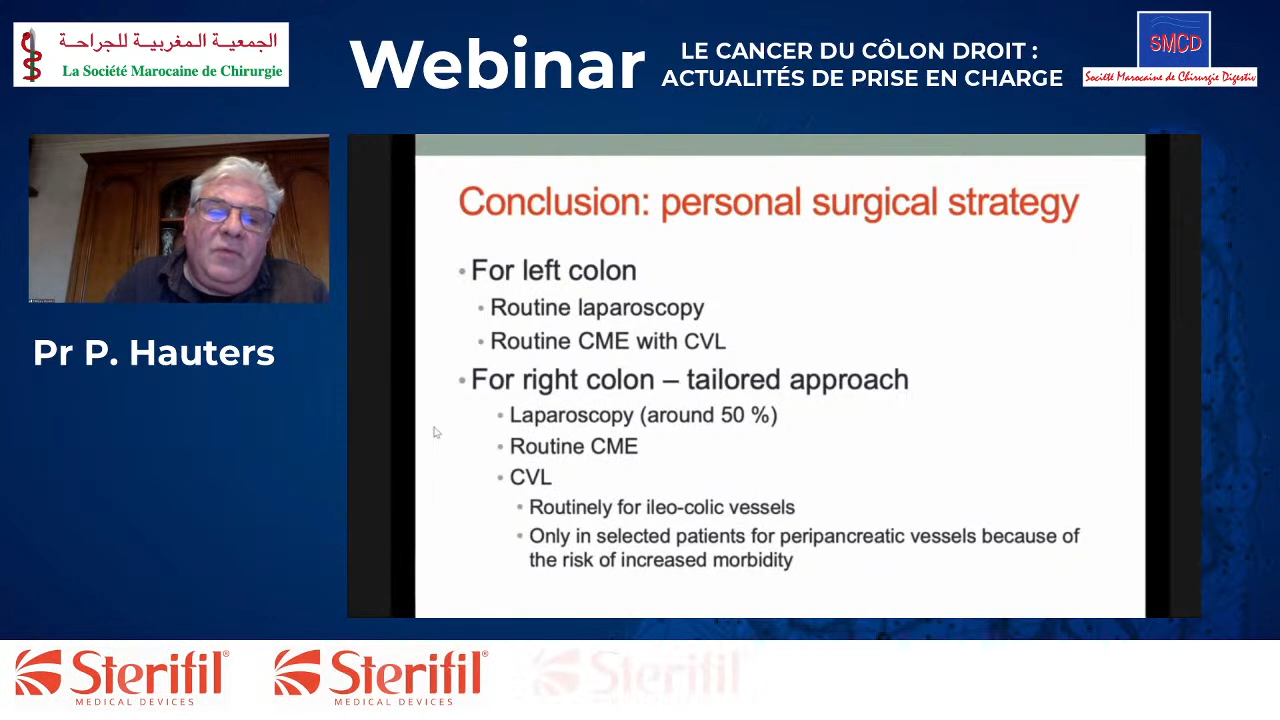 الجمعية المغربية للجراحة
La Société Marocaine de Chirurgie
Webinar
LE CANCER DU CÔLON DROIT :
ACTUALITÉS DE PRISE EN CHARGE
SMCD
Société Marocaine de Chirurgie Digestiv
Pr P. Hauters
Conclusion: personal surgical strategy
• For left colon
• Routine laparoscopy
• Routine CME with CVL
• For right colon – tailored approach
• Laparoscopy (around 50 %)
• Routine CME
• CVL
• Routinely for ileo-colic vessels
• Only in selected patients for peripancreatic vessels because of
the risk of increased morbidity
Sterifil®
MEDICAL DEVICES
Sterifil®
MEDICAL DEVICES
Sterifil
MEDICAL DEVICES